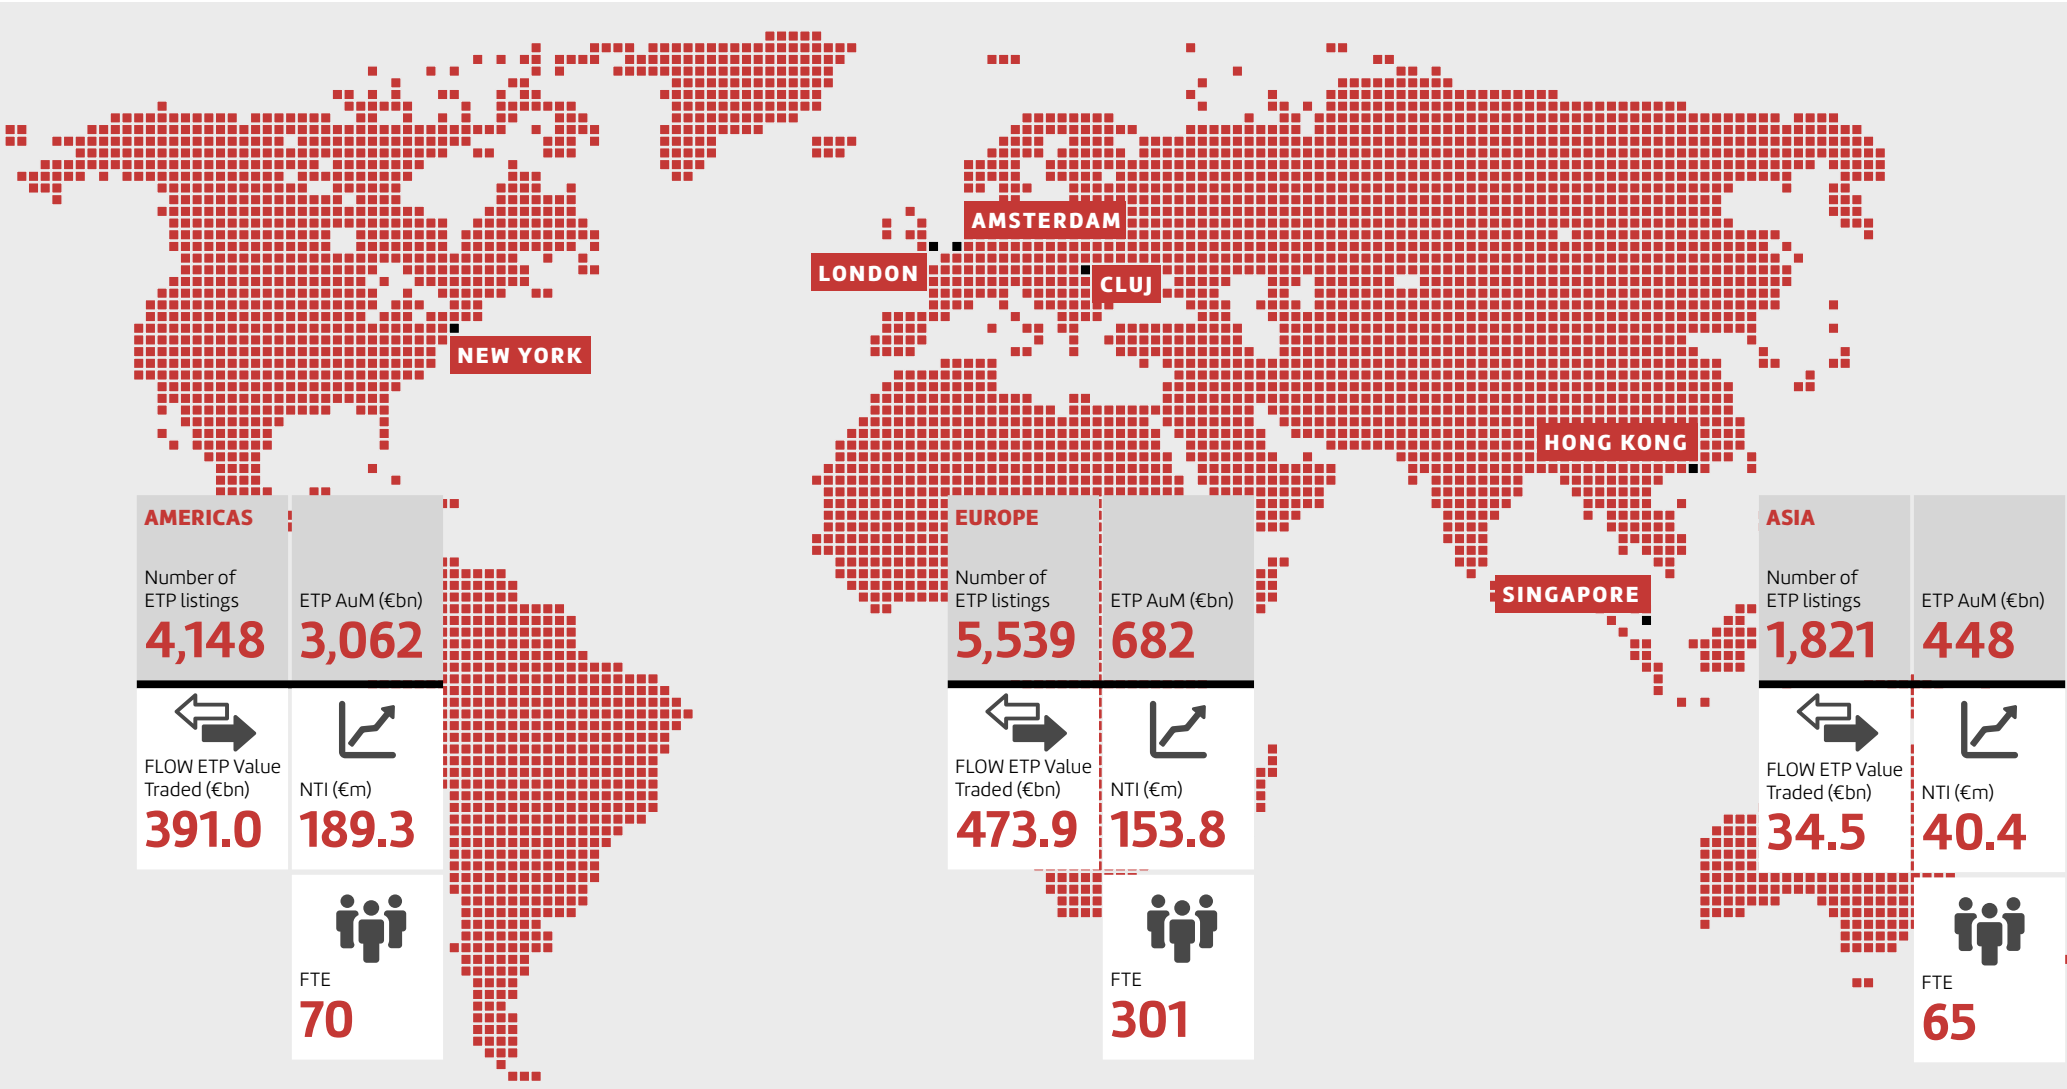 AMSTERDAM
LONDON
CLUJ
NEW YORK
HONG KONG
SINGAPORE
AMERICAS
Number of
ETP listings
4,148
ETP AuM (€bn)
3,062
FLOW ETP Value
Traded (€bn)
391.0
NTI (€m)
189.3
FTE
70
EUROPE
Number of
ETP listings
5,539
ETP AuM (€bn)
682
FLOW ETP Value
Traded (€bn)
473.9
NTI (€m)
153.8
FTE
301
ASIA
Number of
ETP listings
1,821
ETP AuM (€bn)
448
FLOW ETP Value
Traded (€bn)
34.5
NTI (€m)
40.4
FTE
65